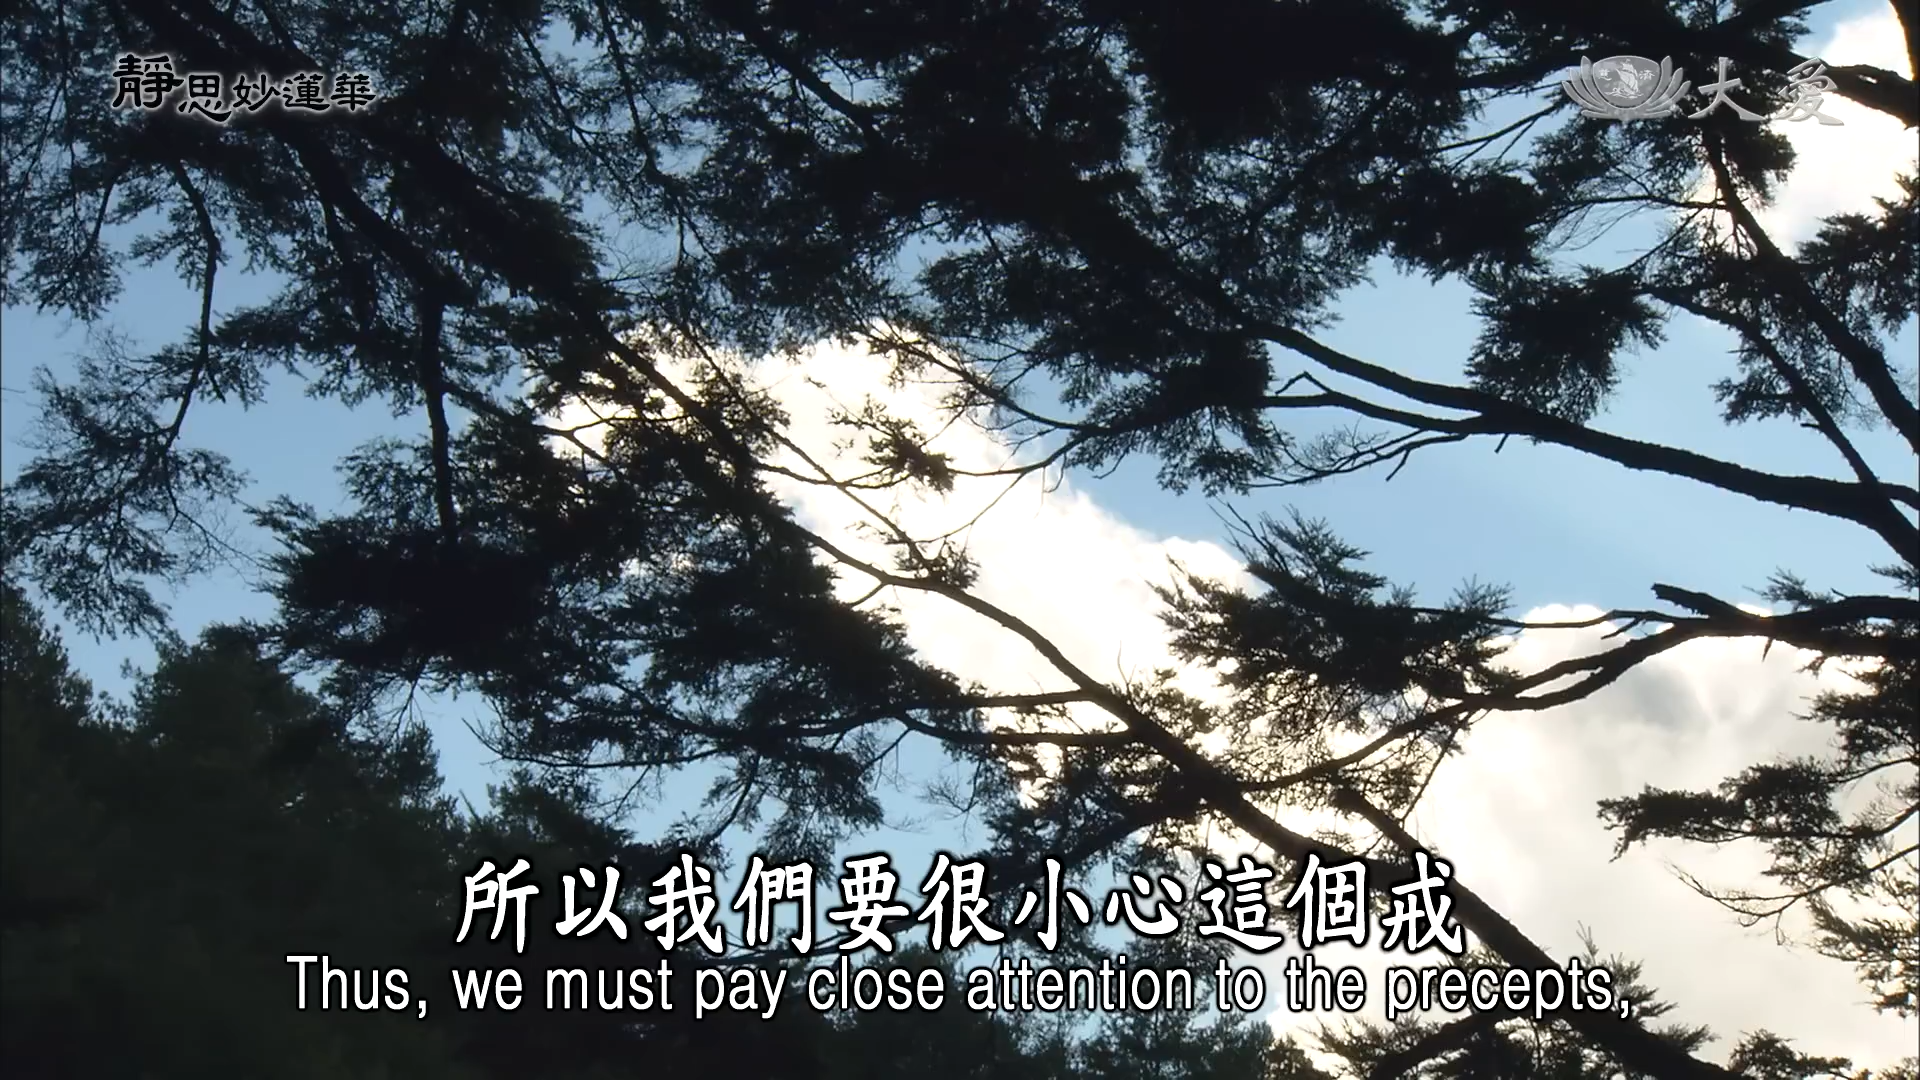 靜思妙蓮華
大愛
所以我們要很小心這個戒
Thus, we must pay close attention to the precepts,